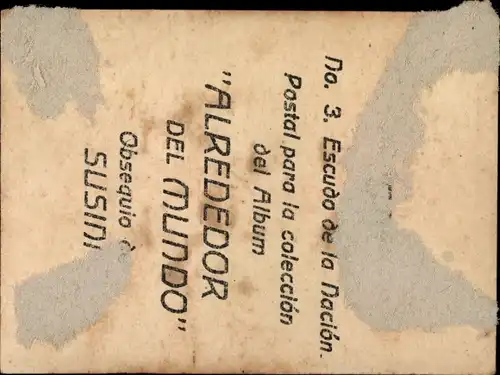 No. 3. Escudo de la Nación.
Postal para la colección
del Album
"ALREDEDOR
DEL MUNDO"
Obsequio de
SUSINI